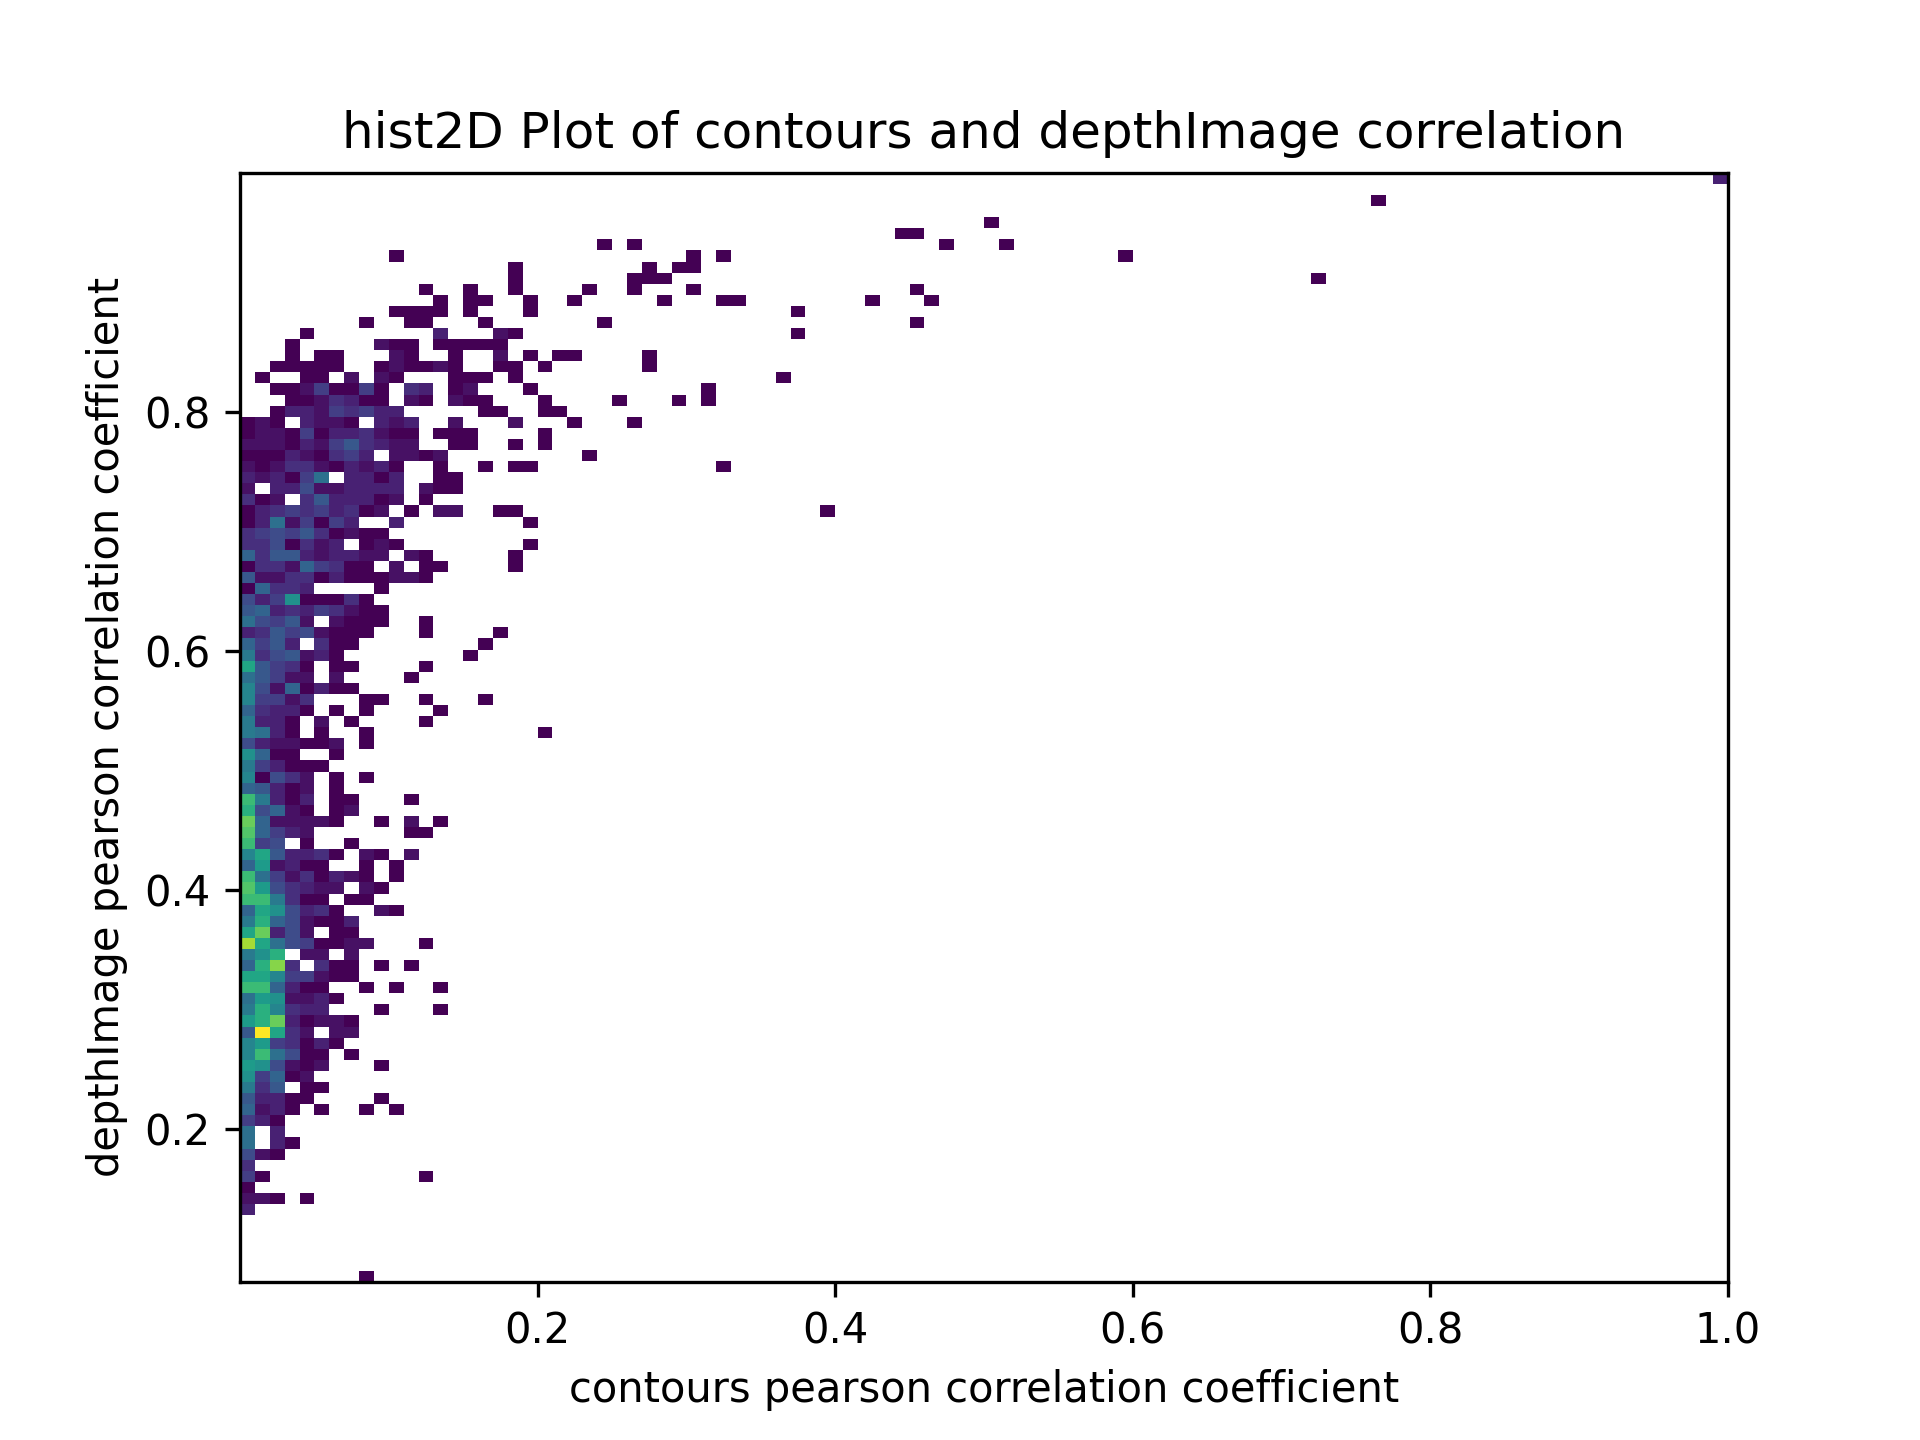 hist2D Plot of contours and depthImage correlation
depthImage pearson correlation coefficient
0.8
0.6
0.4
0.2
0.2 0.4 0.6 0.8 1.0
contours pearson correlation coefficient